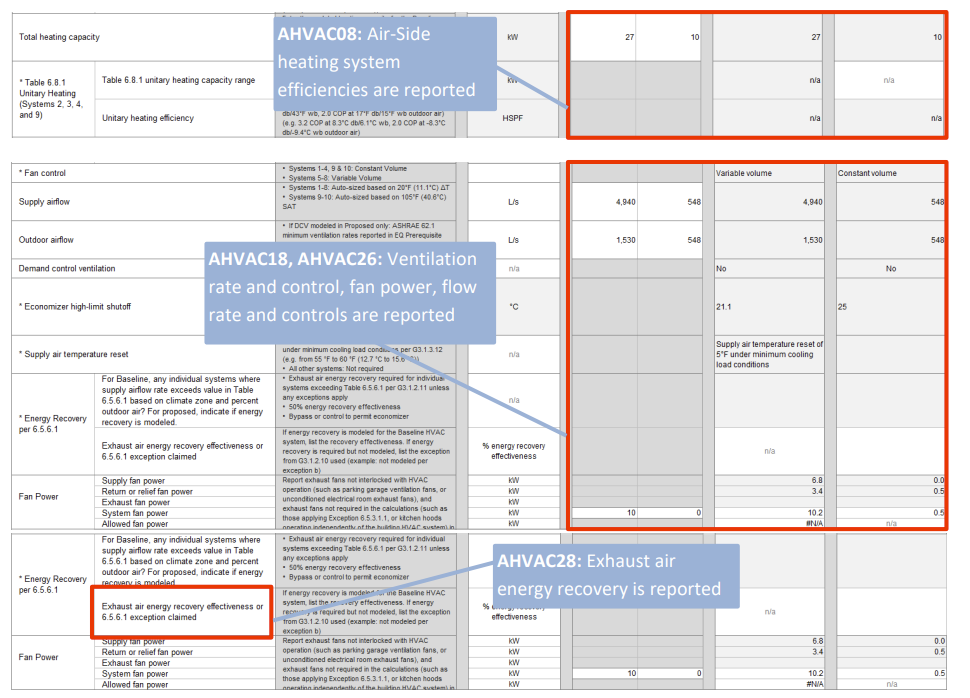 Total heating capacity
kW
27
10
27
10
AHVAC08: Air-Side
heating system
efficiencies are reported
* Table 6.8.1
Unitary Heating
(Systems 2, 3, 4,
and 9)
Table 6.8.1 unitary heating capacity range
kW
n/a
n/a
Unitary heating efficiency
db/43°F wb, 2.0 COP at 17°F db/15°F wb outdoor air)
(e.g. 3.2 COP at 8.3°C db/6.1°C wb, 2.0 COP at -8.3°C
db/-9.4°C wb outdoor air)
HSPF
n/a
n/a
* Fan control
• Systems 1-4, 9 & 10: Constant Volume
• Systems 5-8: Variable Volume
Variable volume
Constant volume
Supply airflow
• Systems 1-8: Auto-sized based on 20°F (11.1°C) ΔT
• Systems 9-10: Auto-sized based on 105°F (40.6°C)
SAT
L/s
4,940
548
4,940
548
Outdoor airflow
• If DCV modeled in Proposed only: ASHRAE 62.1
minimum ventilation rates reported in EQ Prerequisite
L/s
1,530
548
1,530
548
AHVAC18, AHVAC26: Ventilation
rate and control, fan power, flow
rate and controls are reported
Demand control ventilation
n/a
No
No
* Economizer high-limit shutoff
°C
21.1
25
* Supply air temperature reset
under minimum cooling load conditions per G3.1.3.12
(e.g. from 55 °F to 60 °F (12.7 °C to 15.6 °C))
• All other systems: Not required
n/a
Supply air temperature reset of
5°F under minimum cooling
load conditions
* Energy Recovery
per 6.5.6.1
For Baseline, any individual systems where
supply airflow rate exceeds value in Table
6.5.6.1 based on climate zone and percent
outdoor air? For proposed, indicate if energy
recovery is modeled.
• Exhaust air energy recovery required for individual
systems exceeding Table 6.5.6.1 per G3.1.2.11 unless
any exceptions apply
• 50% energy recovery effectiveness
• Bypass or control to permit economizer
n/a
Exhaust air energy recovery effectiveness or
6.5.6.1 exception claimed
If energy recovery is modeled for the Baseline HVAC
system, list the recovery effectiveness. If energy
recovery is required but not modeled, list the exception
from G3.1.2.10 used (example: not modeled per
exception b)
% energy recovery
effectiveness
n/a
Fan Power
Supply fan power
Return or relief fan power
Exhaust fan power
System fan power
Allowed fan power
Report exhaust fans not interlocked with HVAC
operation (such as parking garage ventilation fans, or
unconditioned electrical room exhaust fans), and
exhaust fans not required in the calculations (such as
those applying Exception 6.5.3.1.1, or kitchen hoods
operating independently of the building HVAC system) in
kW
6.8
0.0
kW
3.4
0.5
kW
kW
10
0
10.2
0.5
kW
#N/A
n/a
* Energy Recovery
per 6.5.6.1
For Baseline, any individual systems where
supply airflow rate exceeds value in Table
6.5.6.1 based on climate zone and percent
outdoor air? For proposed, indicate if energy
recovery is modeled.
• Exhaust air energy recovery required for individual
systems exceeding Table 6.5.6.1 per G3.1.2.11 unless
any exceptions apply
• 50% energy recovery effectiveness
• Bypass or control to permit economizer
AHVAC28: Exhaust air
energy recovery is reported
Exhaust air energy recovery effectiveness or
6.5.6.1 exception claimed
If energy recovery is modeled for the Baseline HVAC
system, list the recovery effectiveness. If energy
recovery is required but not modeled, list the exception
from G3.1.2.10 used (example: not modeled per
exception b)
effectiveness
n/a
Fan Power
Supply fan power
Return or relief fan power
Exhaust fan power
System fan power
Allowed fan power
Report exhaust fans not interlocked with HVAC
operation (such as parking garage ventilation fans, or
unconditioned electrical room exhaust fans), and
exhaust fans not required in the calculations (such as
those applying Exception 6.5.3.1.1, or kitchen hoods
operating independently of the building HVAC system) in
kW
6.8
0.0
kW
3.4
0.5
kW
kW
10
0
10.2
0.5
kW
#N/A
n/a